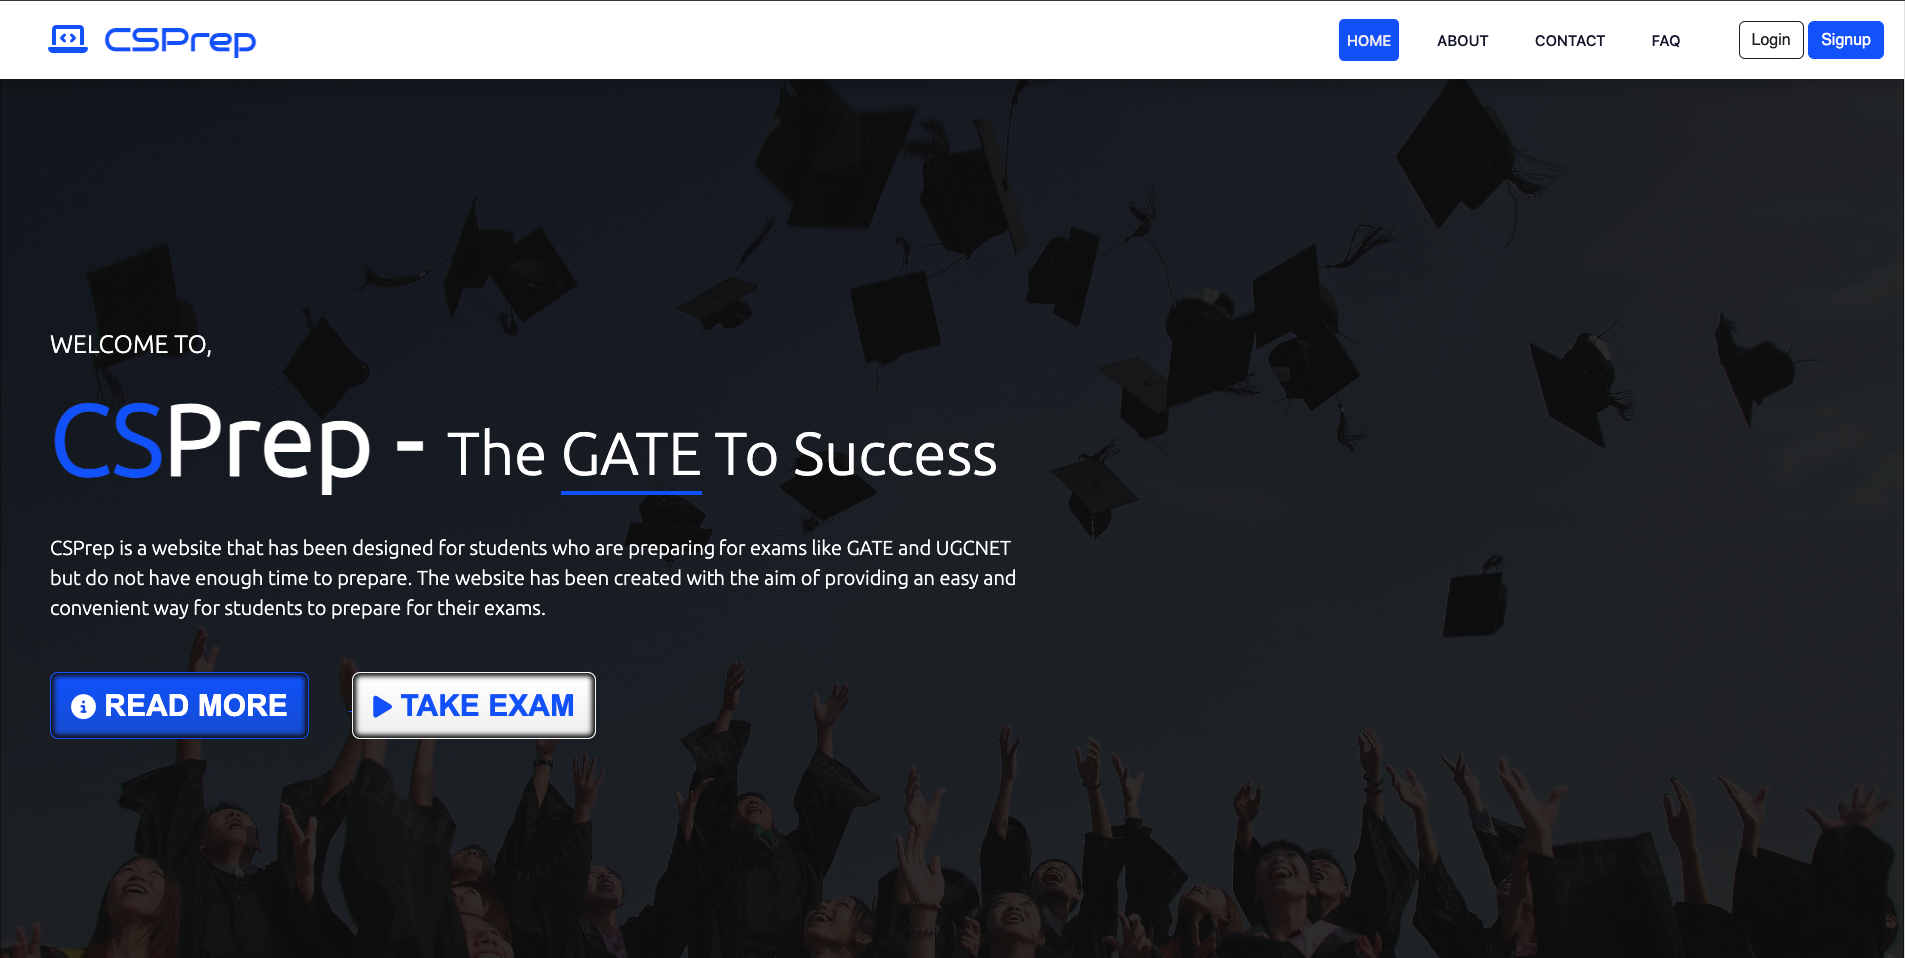 CSPrep
HOME ABOUT CONTACT FAQ Login Signup
WELCOME TO,
CSPrep - The GATE To Success
CSPrep is a website that has been designed for students who are preparing for exams like GATE and UGCNET
but do not have enough time to prepare. The website has been created with the aim of providing an easy and
convenient way for students to prepare for their exams.
READ MORE TAKE EXAM